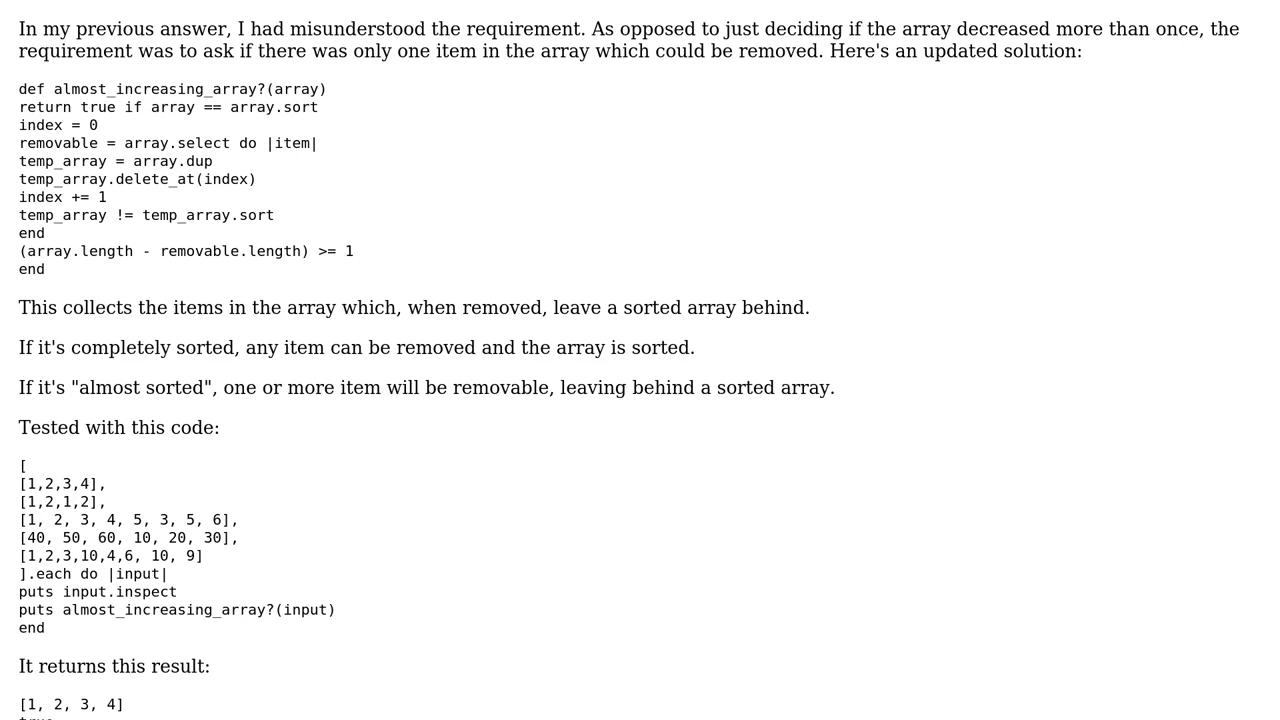 In my previous answer, I had misunderstood the requirement. As opposed to just deciding if the array decreased more than once, the
requirement was to ask if there was only one item in the array which could be removed. Here's an updated solution:
def almost_increasing_array?(array)
return true if array == array.sort
index = 0
removable = array.select do |item|
temp_array = array.dup
temp_array.delete_at(index)
index += 1
temp_array != temp_array.sort
end
(array.length - removable.length) >= 1
end
This collects the items in the array which, when removed, leave a sorted array behind.
If it's completely sorted, any item can be removed and the array is sorted.
If it's "almost sorted", one or more item will be removable, leaving behind a sorted array.
Tested with this code:
[
[1,2,3,4],
[1,2,1,2],
[1, 2, 3, 4, 5, 3, 5, 6],
[40, 50, 60, 10, 20, 30],
[1,2,3,10,4,6, 10, 9]
].each do |input|
puts input.inspect
puts almost_increasing_array?(input)
end
It returns this result:
[1, 2, 3, 4]